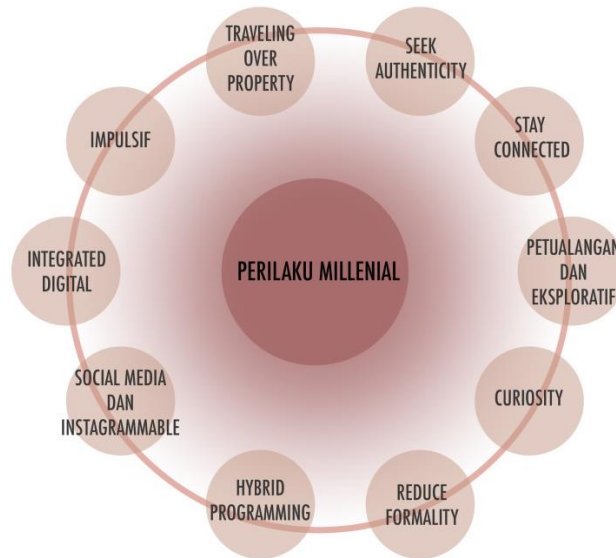 TRAVELING
OVER
PROPERTY
SEEK
AUTHENTICITY
IMPULSIF
STAY
CONNECTED
INTEGRATED
DIGITAL
PERILAKU MILLENIAL
PETUALANGAN
DAN
EKSPLORATIF
SOCIAL MEDIA
DAN
INSTAGRAMMABLE
CURIOSITY
HYBRID
PROGRAMMING
REDUCE
FORMALITY